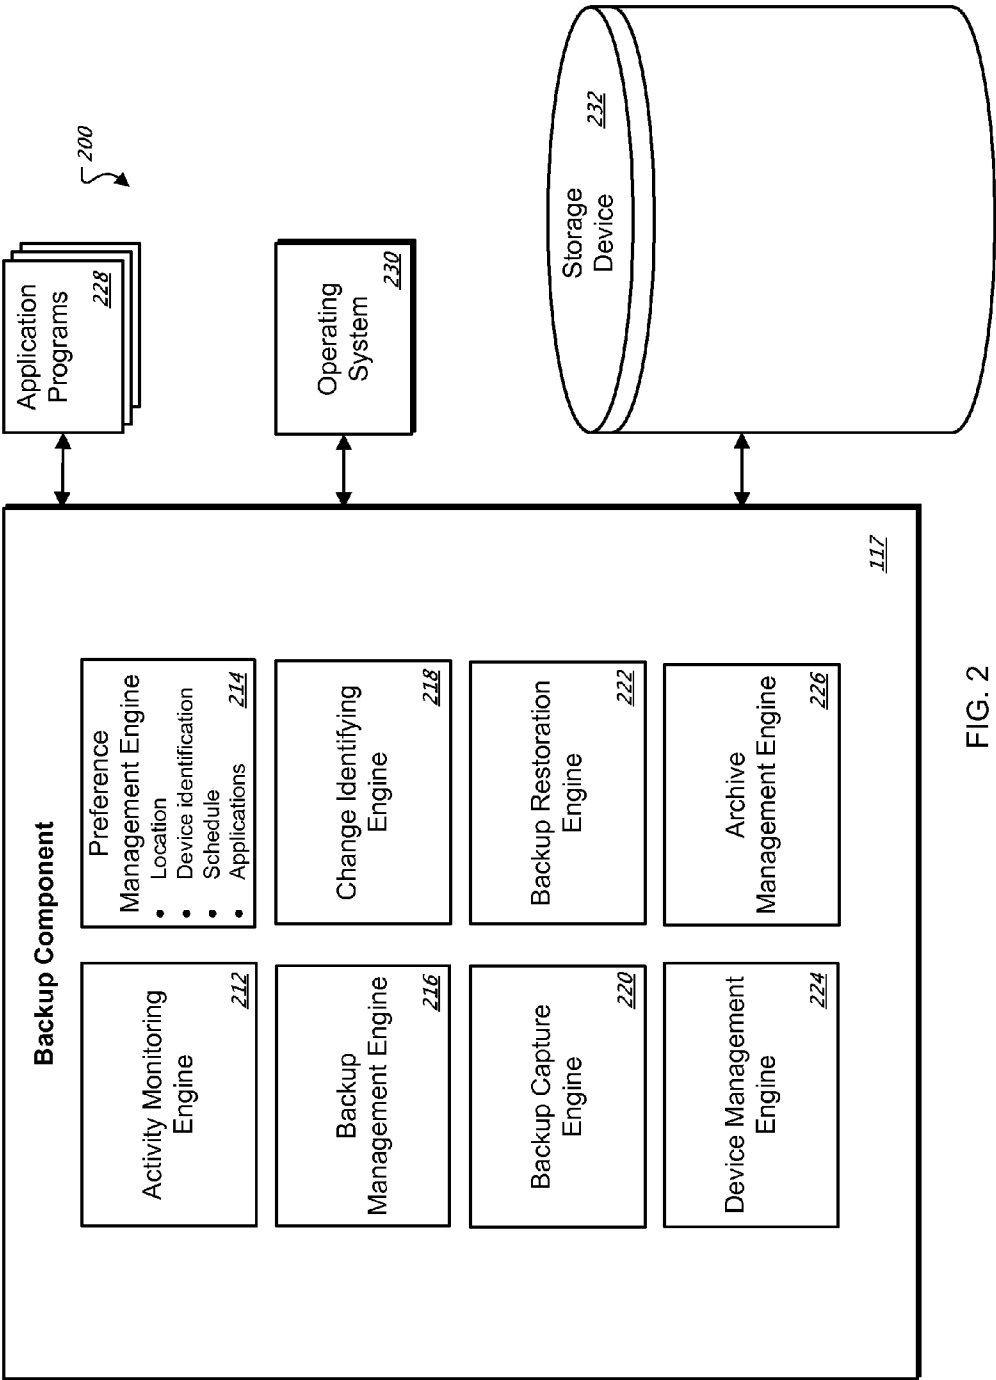 200
Backup Component
Activity Monitoring
Engine
212
Preference
Management Engine
• Location
• Device identification
• Schedule
• Applications
214
Backup
Management Engine
216
Change Identifying
Engine
218
Backup Capture
Engine
220
Backup Restoration
Engine
222
Device Management
Engine
224
Archive
Management Engine
226
117
Application
Programs
228
Operating
System
230
Storage
Device
232
FIG. 2